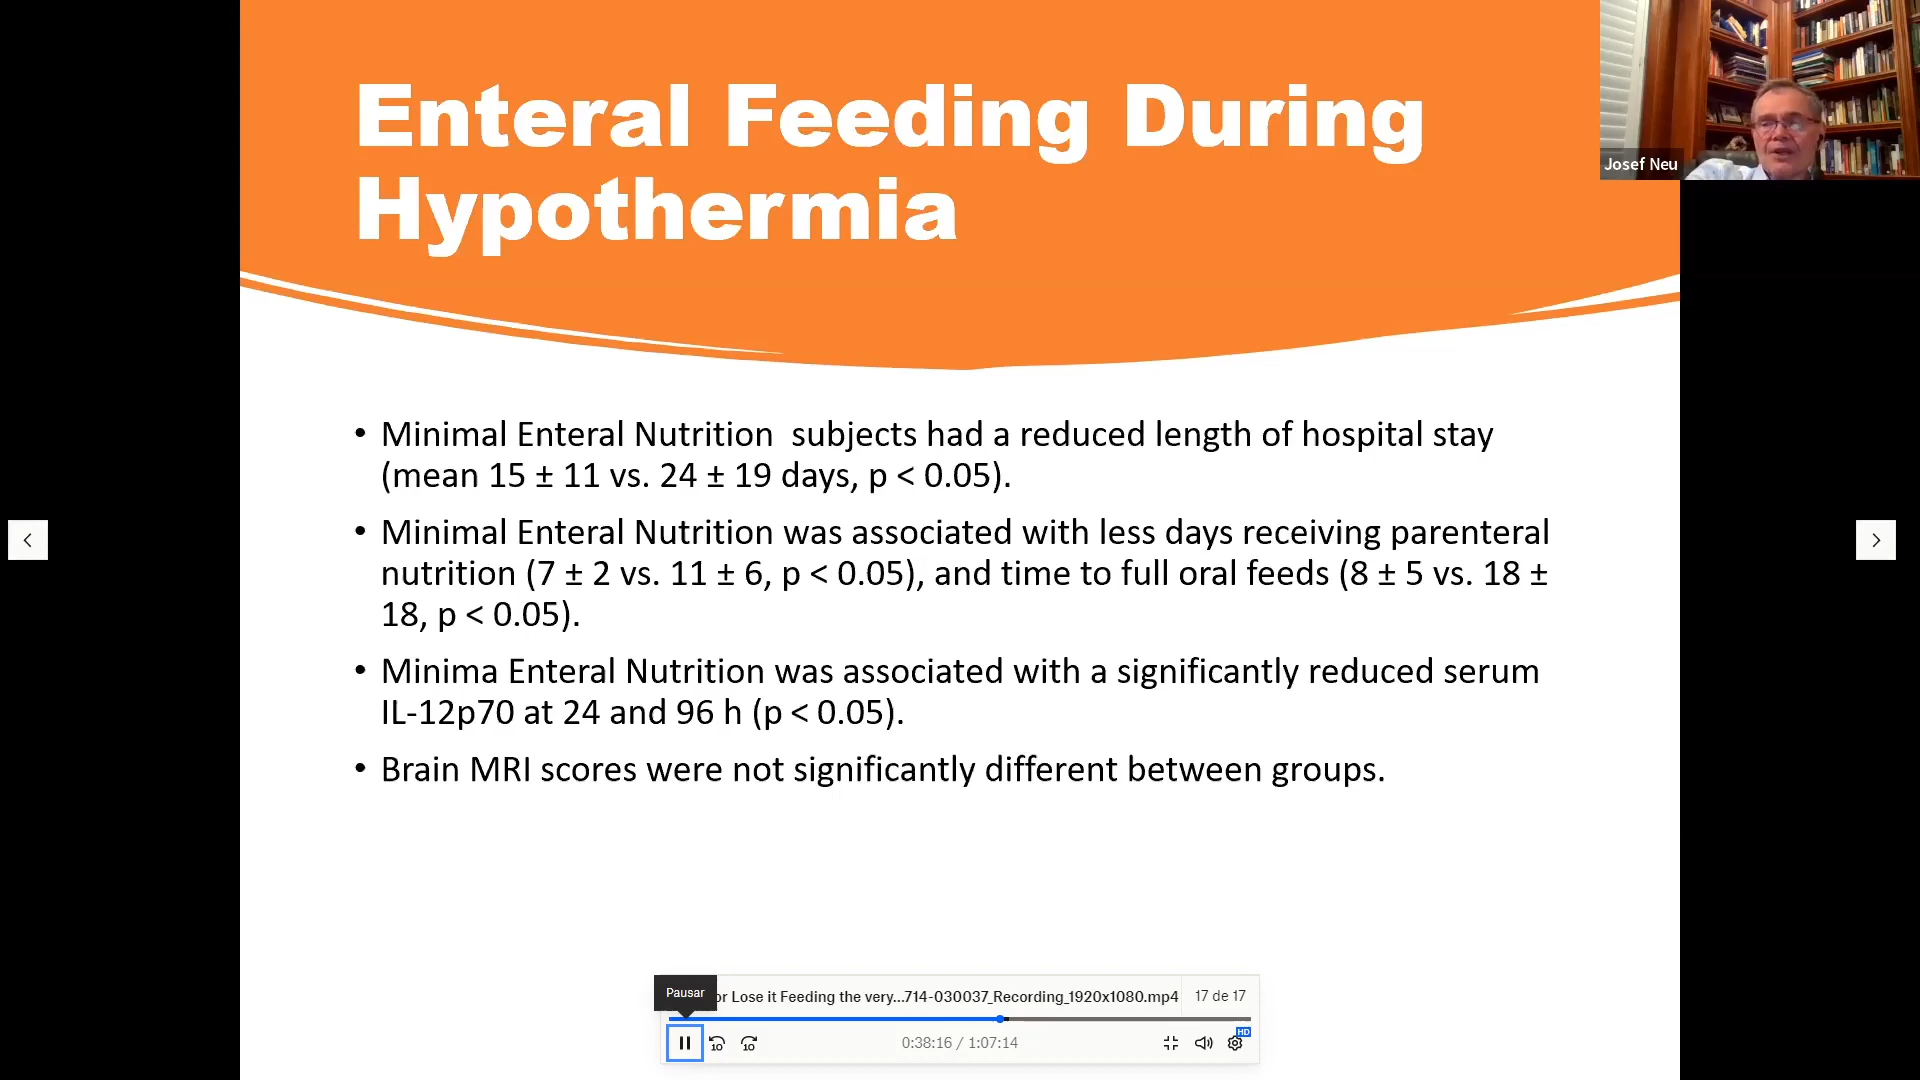 Enteral Feeding During
Hypothermia
Josef Neu
• Minimal Enteral Nutrition  subjects had a reduced length of hospital stay
(mean 15 ± 11 vs. 24 ± 19 days, p < 0.05).
• Minimal Enteral Nutrition was associated with less days receiving parenteral
nutrition (7 ± 2 vs. 11 ± 6, p < 0.05), and time to full oral feeds (8 ± 5 vs. 18 ±
18, p < 0.05).
• Minima Enteral Nutrition was associated with a significantly reduced serum
IL-12p70 at 24 and 96 h (p < 0.05).
• Brain MRI scores were not significantly different between groups.
Pausar
or Lose it Feeding the very...714-030037_Recording_1920x1080.mp4
17 de 17
10
10
0:38:16 / 1:07:14
HD